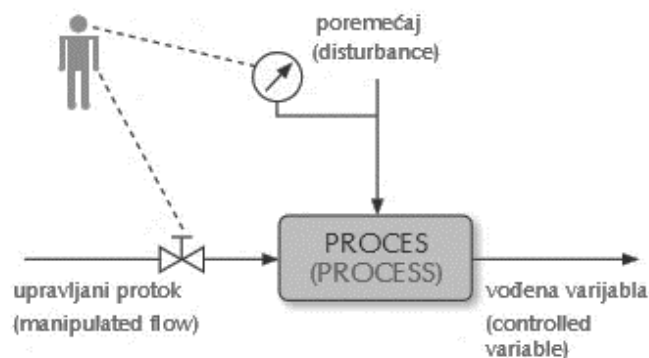 poremećaj
(disturbance)
PROCES
(PROCESS)
upravljani protok
(manipulated flow)
vođena varijabla
(controlled
variable)